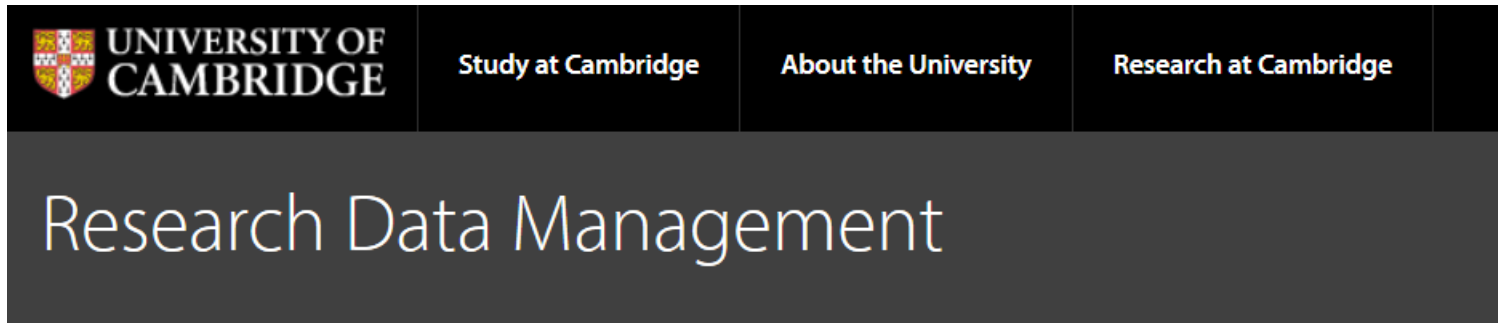 UNIVERSITY OF
CAMBRIDGE
Study at Cambridge
About the University
Research at Cambridge
Research Data Management